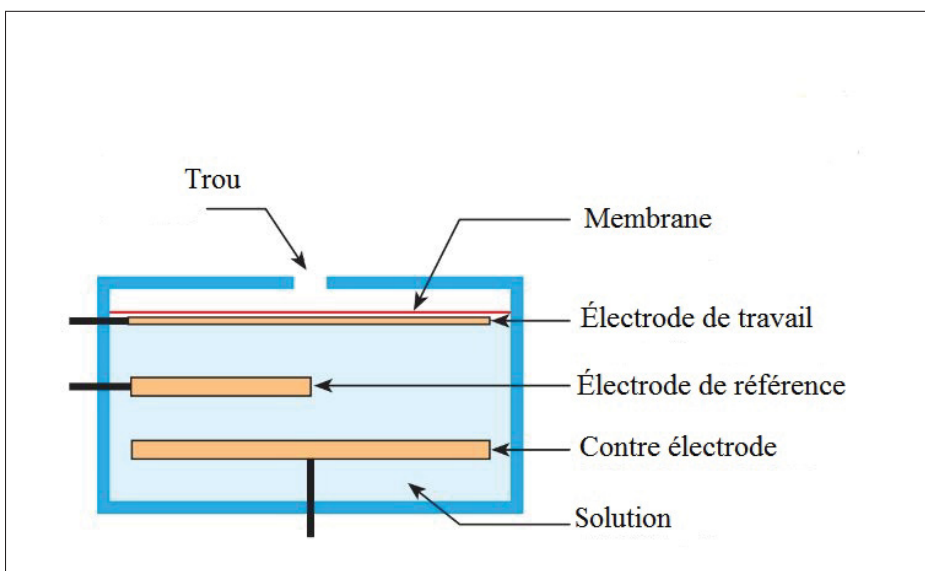 Trou
Membrane
Électrode de travail
Électrode de référence
Contre électrode
Solution